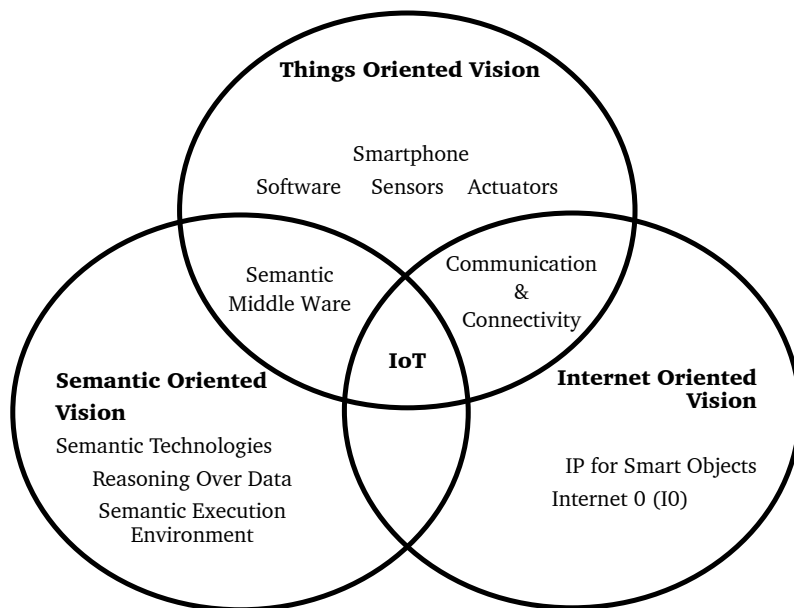 Things Oriented Vision
Smartphone
Software Sensors Actuators
Semantic
Middle Ware
Communication
&
Connectivity
IoT
Semantic Oriented
Vision
Semantic Technologies
Reasoning Over Data
Semantic Execution
Environment
Internet Oriented
Vision
IP for Smart Objects
Internet 0 (I0)